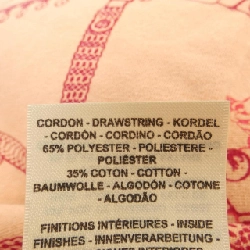 CORDON - DRAWSTRING - KORDEL
- CORDÓN - CORDINO - CORDÃO
65% POLYESTER - POLIESTERE -
POLIÉSTER
35% COTON - COTTON -
BAUMWOLLE - ALGODÓN - COTONE
- ALGODÃO
FINITIONS INTÉRIEURES - INSIDE
FINISHES - INNENVERARBEITUNG -
INTERIORES